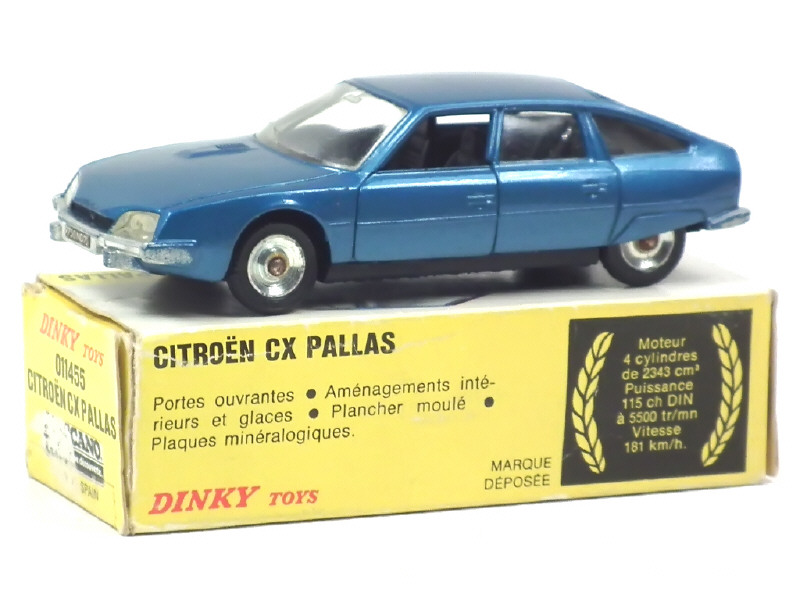 PALLAS
DINKY TOYS
011455
CITROËN CX PALLAS
SPAIN
CITROËN CX PALLAS
Portes ouvrantes ● Aménagements inté-
rieurs et glaces ● Plancher moulé ●
Plaques minéralogiques.
DINKY TOYS
MARQUE
DÉPOSÉE
Moteur
4 cylindres
de 2343 cm³
Puissance
115 ch DIN
à 5500 tr/mn
Vitesse
181 km/h.